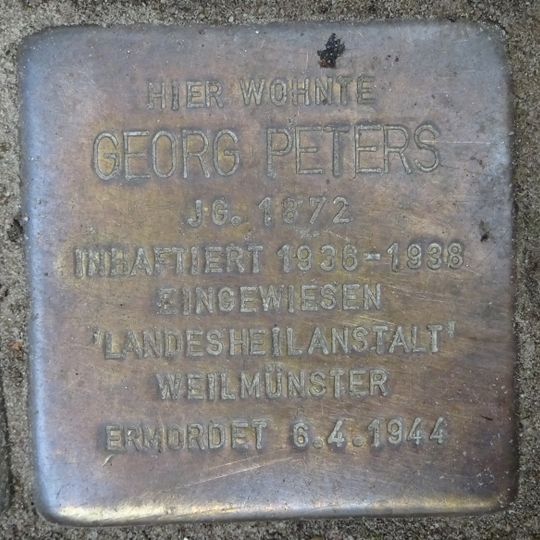 HIER WOHNTE
GEORG PETERS
JG. 1872
INHAFTIERT 1936-1938
EINGEWIESEN
'LANDESHEILANSTALT'
WEILMÜNSTER
ERMORDET 6.4.1944